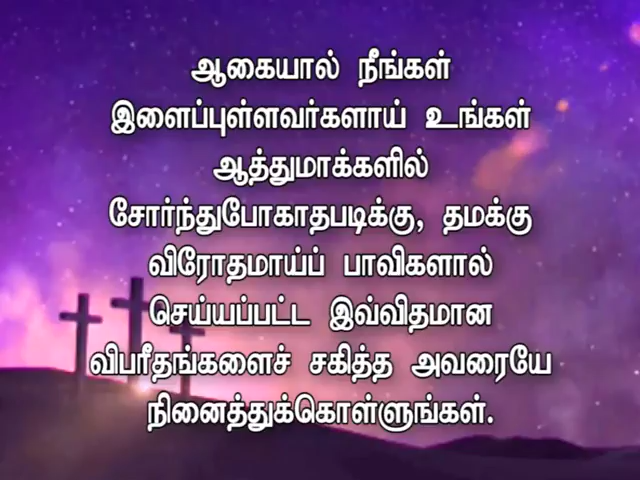 ஆகையால் நீங்கள்
இளைப்புள்ளவர்களாய் உங்கள்
ஆத்துமாக்களில்
சோர்ந்துபோகாதபடிக்கு, தமக்கு
விரோதமாய்ப் பாவிகளால்
செய்யப்பட்ட இவ்விதமான
விபரீதங்களைச் சகித்த அவரையே
நினைத்துக்கொள்ளுங்கள்.